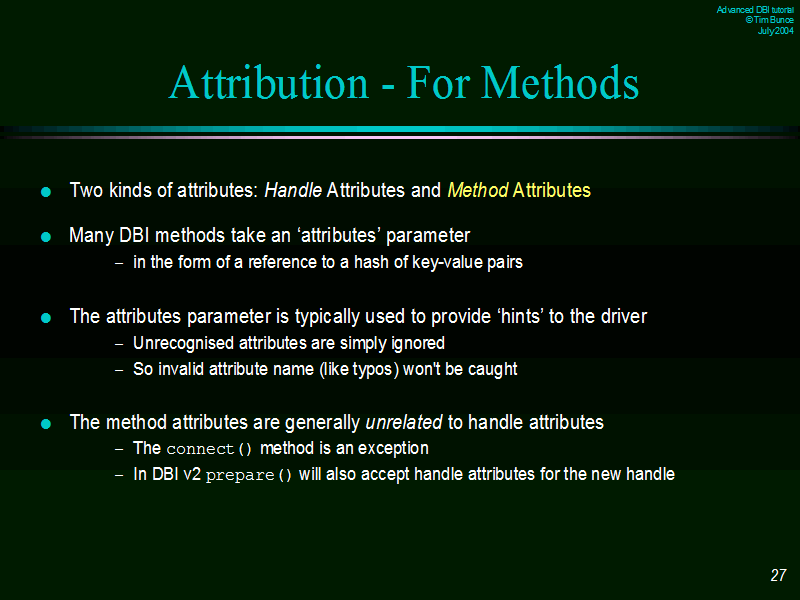 Advanced DBI tutorial
© Tim Bunce
July 2004
Attribution - For Methods
Two kinds of attributes: Handle Attributes and Method Attributes
Many DBI methods take an ‘attributes’ parameter
– in the form of a reference to a hash of key-value pairs
The attributes parameter is typically used to provide ‘hints’ to the driver
– Unrecognised attributes are simply ignored
– So invalid attribute name (like typos) won't be caught
The method attributes are generally unrelated to handle attributes
– The connect() method is an exception
– In DBI v2 prepare() will also accept handle attributes for the new handle
27